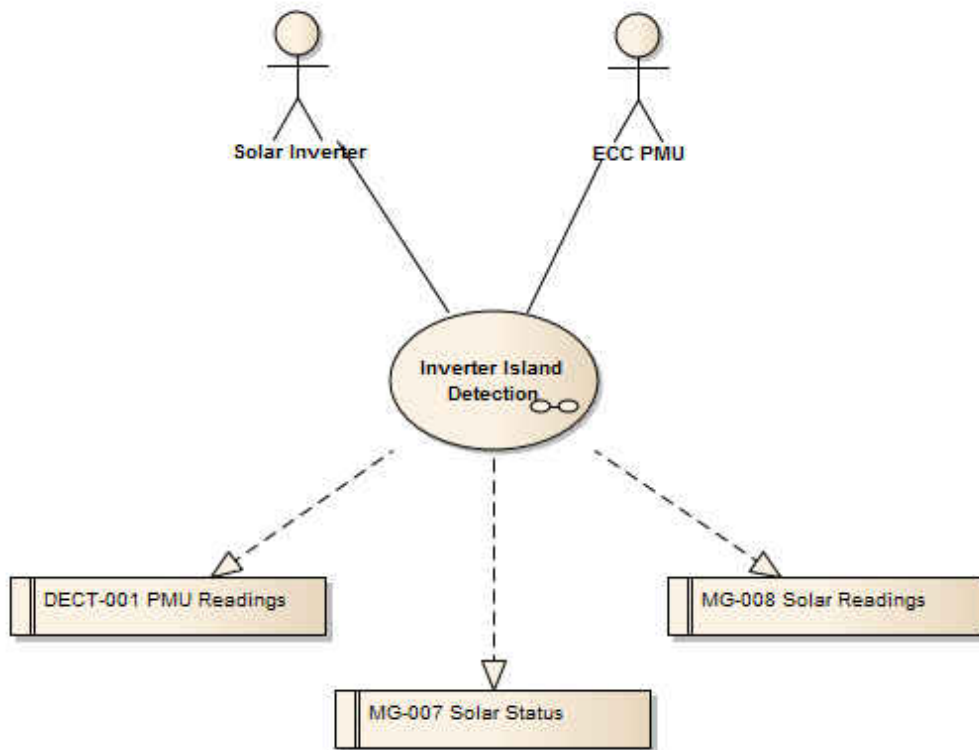 Solar Inverter
ECC PMU
Inverter Island
Detection
DECT-001 PMU Readings
MG-008 Solar Readings
MG-007 Solar Status